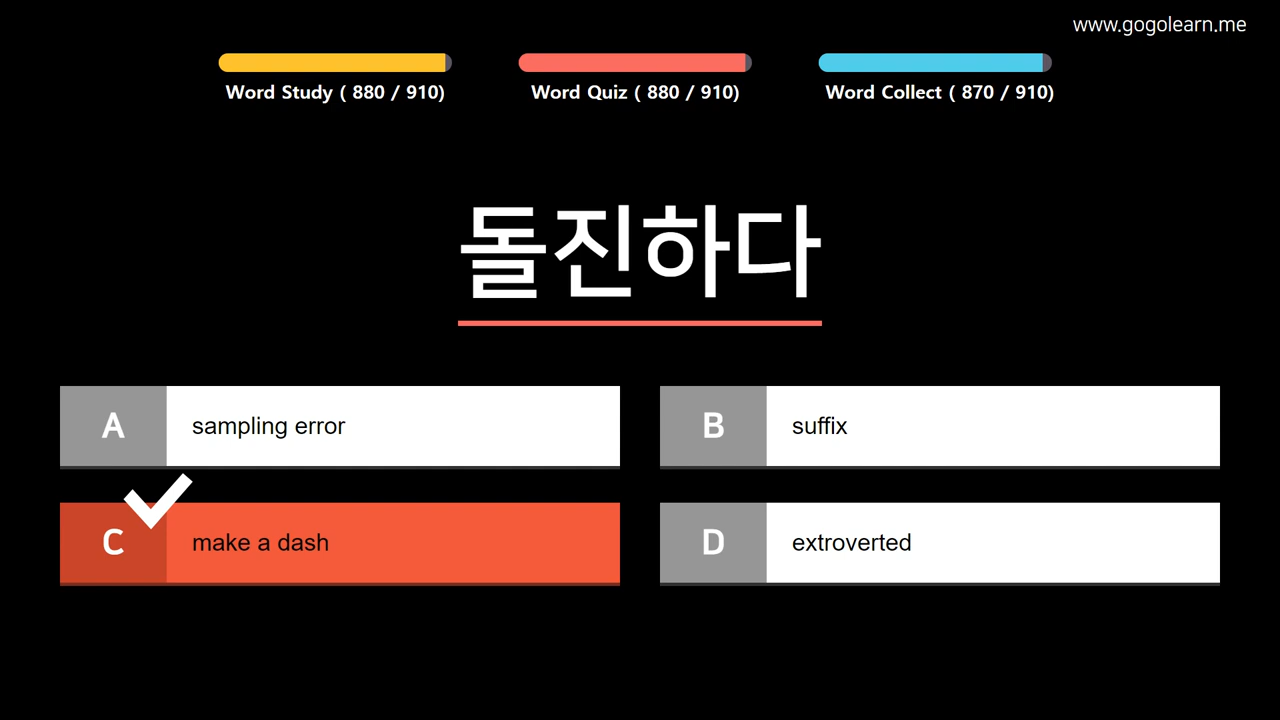 www.gogolearn.me
Word Study ( 880 / 910)
Word Quiz ( 880 / 910)
Word Collect ( 870 / 910)
돌진하다
A sampling error
B suffix
C make a dash
D extroverted